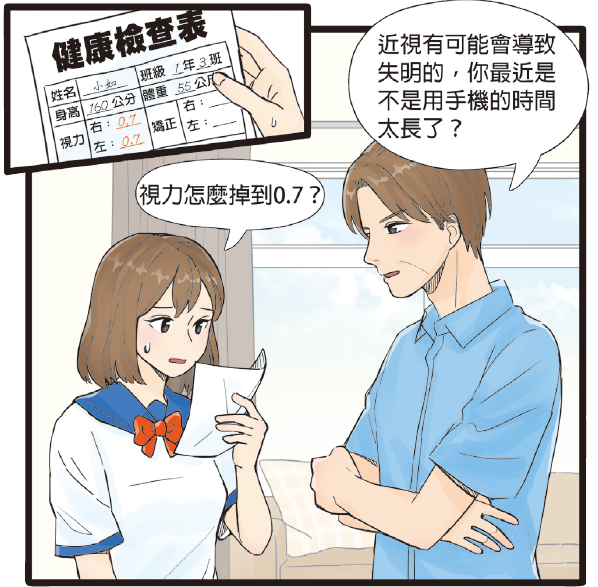 健康檢查表
姓名 小如 班級 1年3班
身高 160公分 體重 55公斤
視力 右:0.7 矯正 右:
左:0.7 左:
近視有可能會導致
失明的,你最近是
不是用手機的時間
太長了?
視力怎麼掉到0.7?